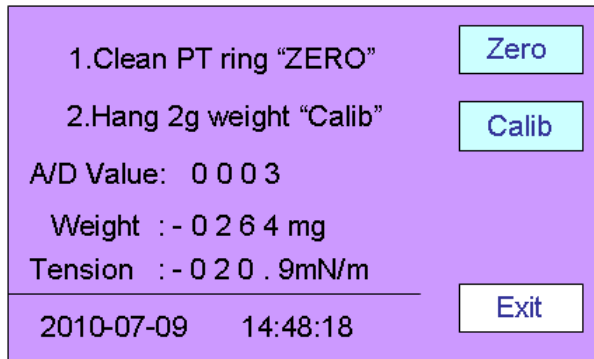 1.Clean PT ring “ZERO”
Zero
2.Hang 2g weight “Calib”
Calib
A/D Value: 0 0 0 3
Weight : - 0 2 6 4 mg
Tension : - 0 2 0 . 9mN/m
2010-07-09 14:48:18
Exit